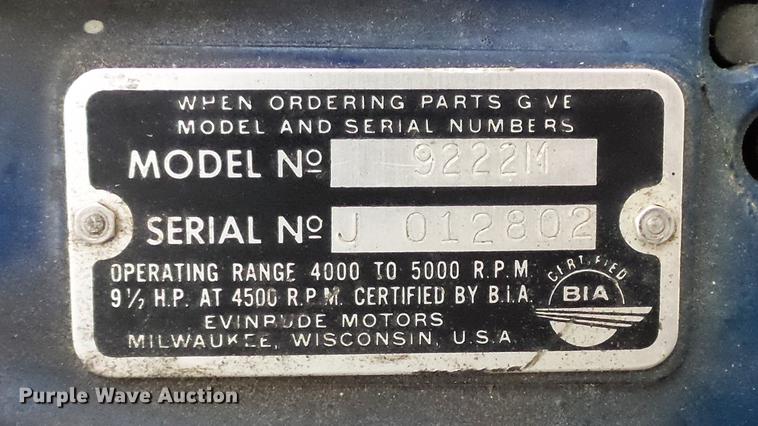 WHEN ORDERING PARTS GIVE
MODEL AND SERIAL NUMBERS
MODEL Nº 9222M
SERIAL Nº J 012802
OPERATING RANGE 4000 TO 5000 R.P.M.
9½ H.P. AT 4500 R.P.M. CERTIFIED BY B.I.A.
EVINRUDE MOTORS
MILWAUKEE, WISCONSIN, U.S.A.
CERTIFIED
BIA
Purple Wave Auction